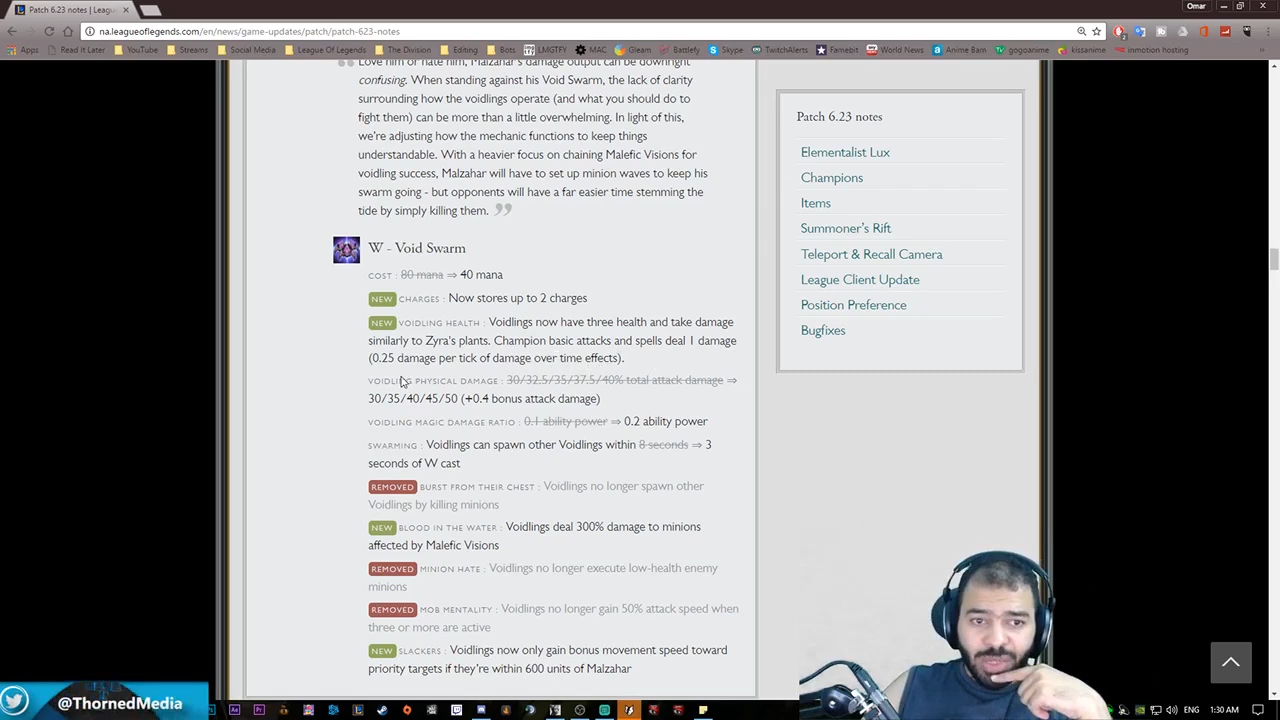 Patch 6.23 notes | Leagu
Omar
na.leagueoflegends.com/en/news/game-updates/patch/patch-623-notes
Apps Read it Later YouTube Streams Social Media League Of Legends The Division Editing Bots LMGTFY MAC Gleam Battlefy Skype TwitchAlerts Famebit World News Anime Bam gogoanime kissanime inmotion hosting
Love him or hate him, Malzahar's damage output can be downright
confusing. When standing against his Void Swarm, the lack of clarity
surrounding how the voidlings operate (and what you should do to
fight them) can be more than a little overwhelming. In light of this,
we're adjusting how the mechanic functions to keep things
understandable. With a heavier focus on chaining Malefic Visions for
voidling success, Malzahar will have to set up minion waves to keep his
swarm going - but opponents will have a far easier time stemming the
tide by simply killing them.
W - Void Swarm
COST : 80 mana ⇒ 40 mana
NEW CHARGES : Now stores up to 2 charges
NEW VOIDLING HEALTH : Voidlings now have three health and take damage
similarly to Zyra's plants. Champion basic attacks and spells deal 1 damage
(0.25 damage per tick of damage over time effects).
VOIDLING PHYSICAL DAMAGE : 30/32.5/35/37.5/40% total attack damage ⇒
30/35/40/45/50 (+0.4 bonus attack damage)
VOIDLING MAGIC DAMAGE RATIO : 0.1 ability power ⇒ 0.2 ability power
SWARMING : Voidlings can spawn other Voidlings within 8 seconds ⇒ 3
seconds of W cast
REMOVED BURST FROM THEIR CHEST : Voidlings no longer spawn other
Voidlings by killing minions
NEW BLOOD IN THE WATER : Voidlings deal 300% damage to minions
affected by Malefic Visions
REMOVED MINION HATE : Voidlings no longer execute low-health enemy
minions
REMOVED MOB MENTALITY : Voidlings no longer gain 50% attack speed when
three or more are active
NEW SLACKERS : Voidlings now only gain bonus movement speed toward
priority targets if they're within 600 units of Malzahar
Patch 6.23 notes
Elementalist Lux
Champions
Items
Summoner's Rift
Teleport & Recall Camera
League Client Update
Position Preference
Bugfixes
@ThornedMedia
1:30 AM